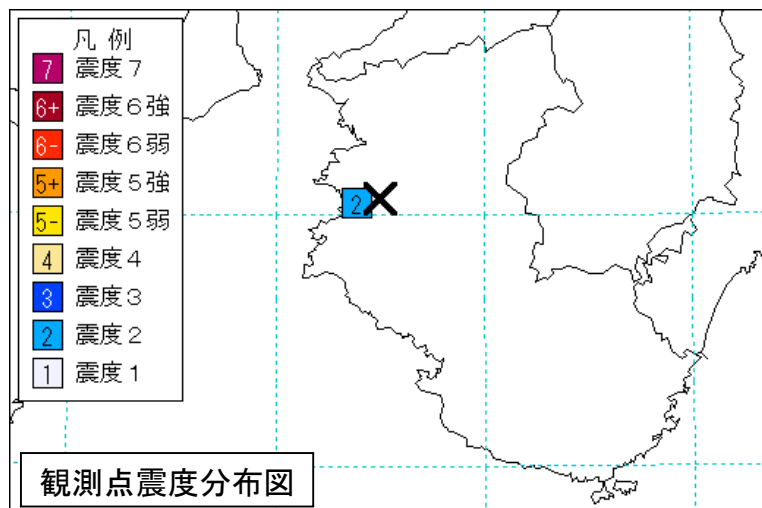 凡 例
7 震度７
6+ 震度６強
6- 震度６弱
5+ 震度５強
5- 震度５弱
4 震度４
3 震度３
2 震度２
1 震度１
2
観測点震度分布図